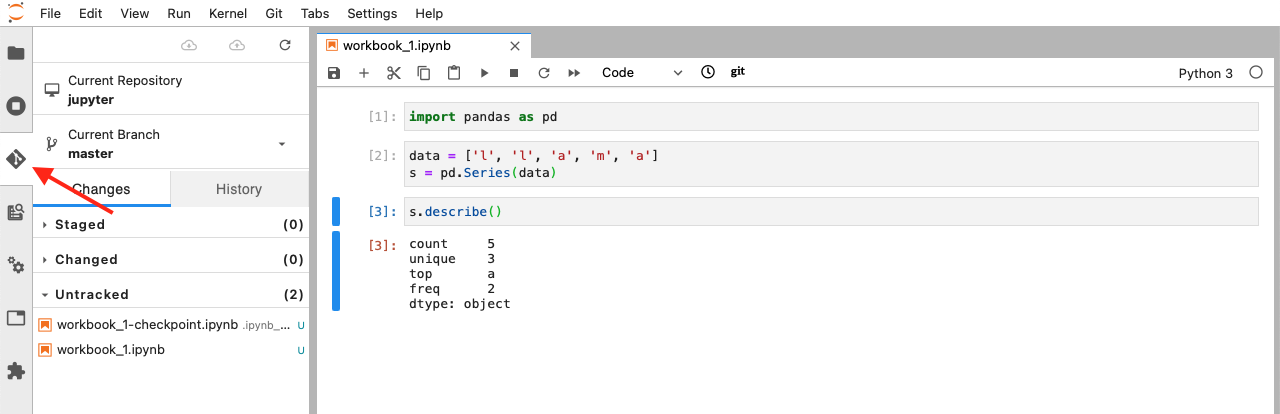 File Edit View Run Kernel Git Tabs Settings Help
Current Repository
jupyter
Current Branch
master
Changes History
Staged (0)
Changed (0)
Untracked (2)
workbook_1-checkpoint.ipynb .ipynb_... U
workbook_1.ipynb U
workbook_1.ipynb
Code git Python 3
[1]: import pandas as pd
[2]: data = ['l', 'l', 'a', 'm', 'a']
s = pd.Series(data)
[3]: s.describe()
[3]: count 5
unique 3
top a
freq 2
dtype: object